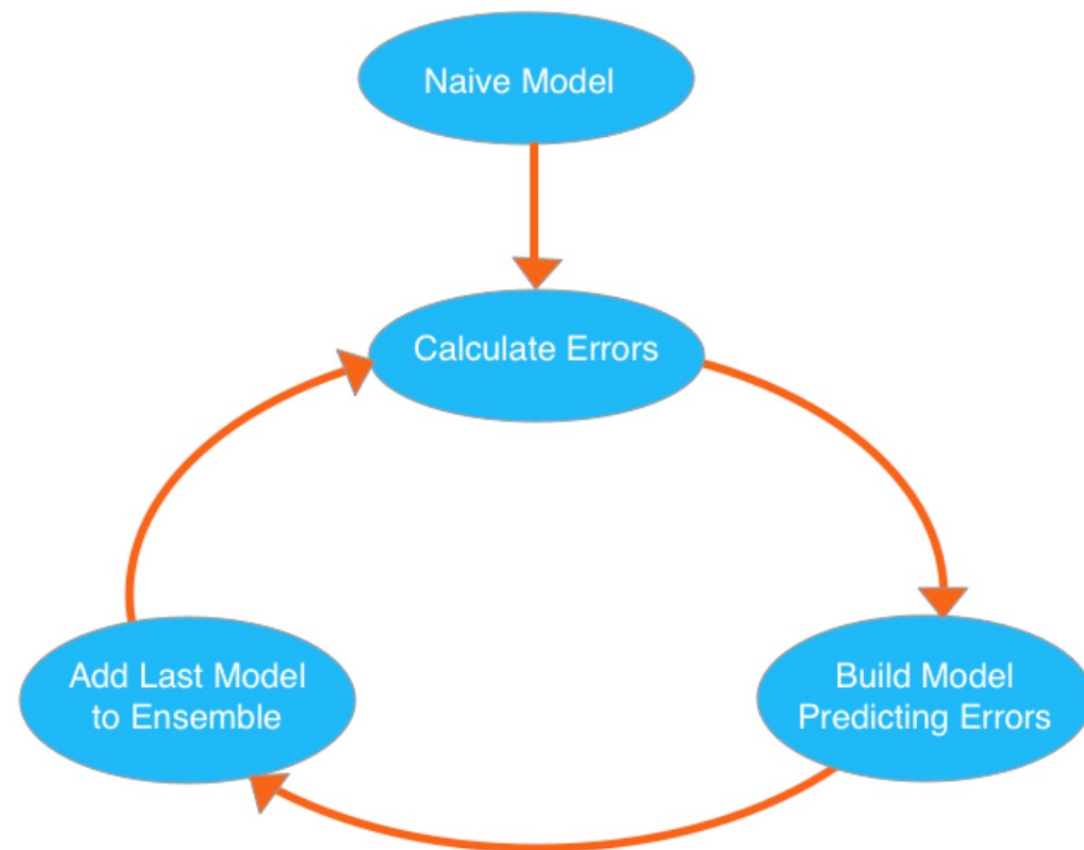 Naive Model
Calculate Errors
Add Last Model
to Ensemble
Build Model
Predicting Errors